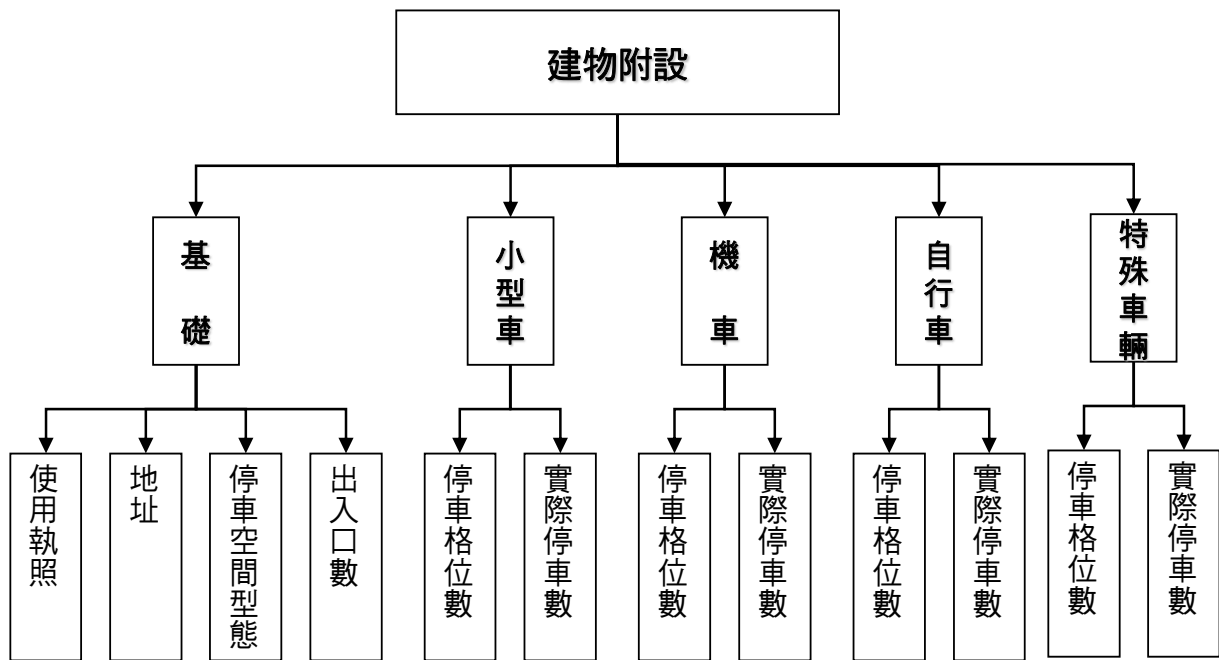 建物附設
基礎
小型車
機車
自行車
特殊車輛
使用執照
地址
停車空間型態
出入口數
停車格位數
實際停車數
停車格位數
實際停車數
停車格位數
實際停車數
停車格位數
實際停車數